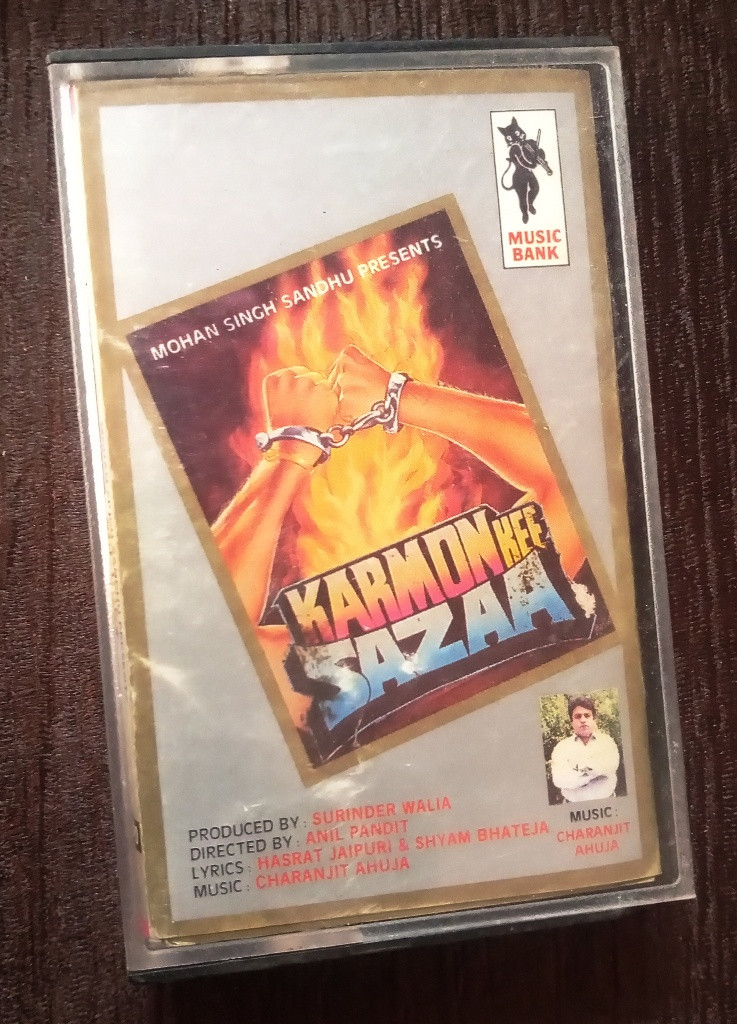 MUSIC
BANK
MOHAN SINGH SANDHU PRESENTS
KARMON KEE
SAZAA
PRODUCED BY : SURINDER WALIA
DIRECTED BY : ANIL PANDIT
LYRICS : HASRAT JAIPURI & SHYAM BHATEJA
MUSIC : CHARANJIT AHUJA
MUSIC :
CHARANJIT
AHUJA